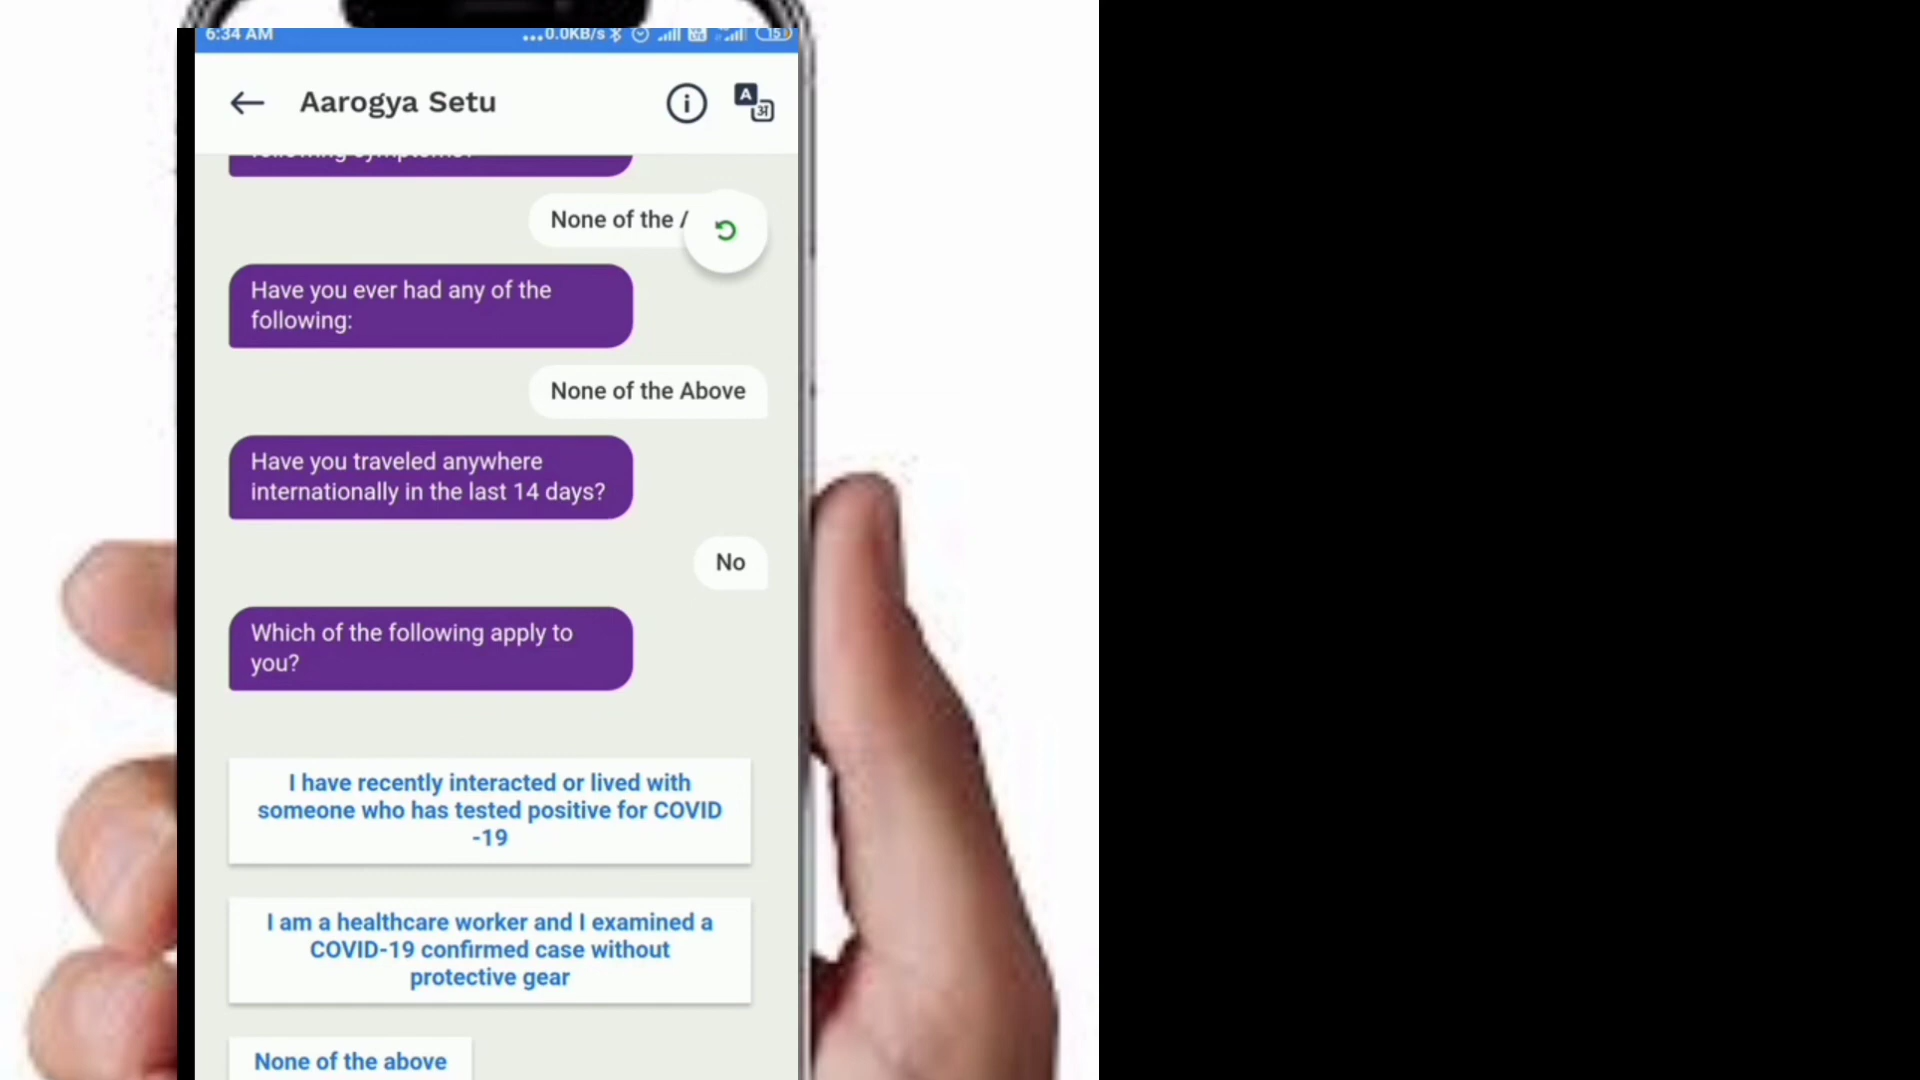 6:34 AM
...0.0KB/s
15
Aarogya Setu
A
अ
following symptoms?
None of the
Have you ever had any of the
following:
None of the Above
Have you traveled anywhere
internationally in the last 14 days?
No
Which of the following apply to
you?
I have recently interacted or lived with
someone who has tested positive for COVID
-19
I am a healthcare worker and I examined a
COVID-19 confirmed case without
protective gear
None of the above